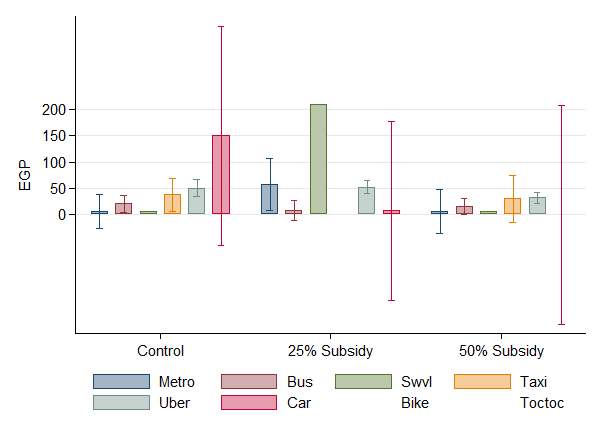 200
150
100
50
0
EGP
Control 25% Subsidy 50% Subsidy
Metro Bus Swvl Taxi
Uber Car Bike Toctoc